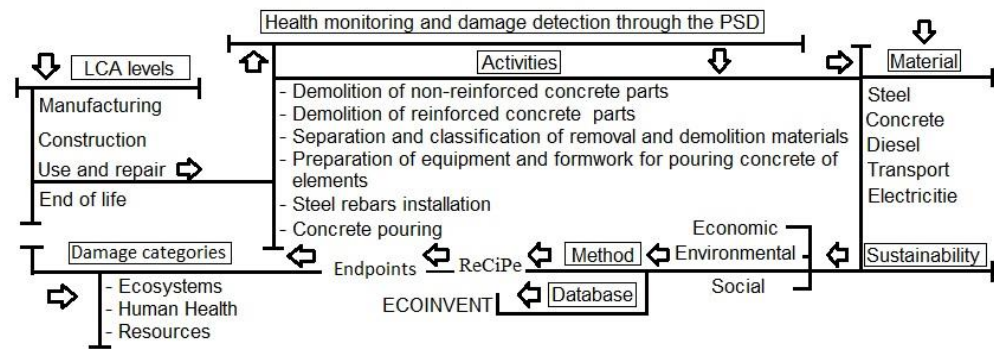 Health monitoring and damage detection through the PSD
LCA levels
Manufacturing
Construction
Use and repair
End of life
Activities
- Demolition of non-reinforced concrete parts
- Demolition of reinforced concrete parts
- Separation and classification of removal and demolition materials
- Preparation of equipment and formwork for pouring concrete of
elements
- Steel rebars installation
- Concrete pouring
Material
Steel
Concrete
Diesel
Transport
Electricitie
Sustainability
Economic
Environmental
Social
Method
ReCiPe
Endpoints
Database
ECOINVENT
Damage categories
- Ecosystems
- Human Health
- Resources